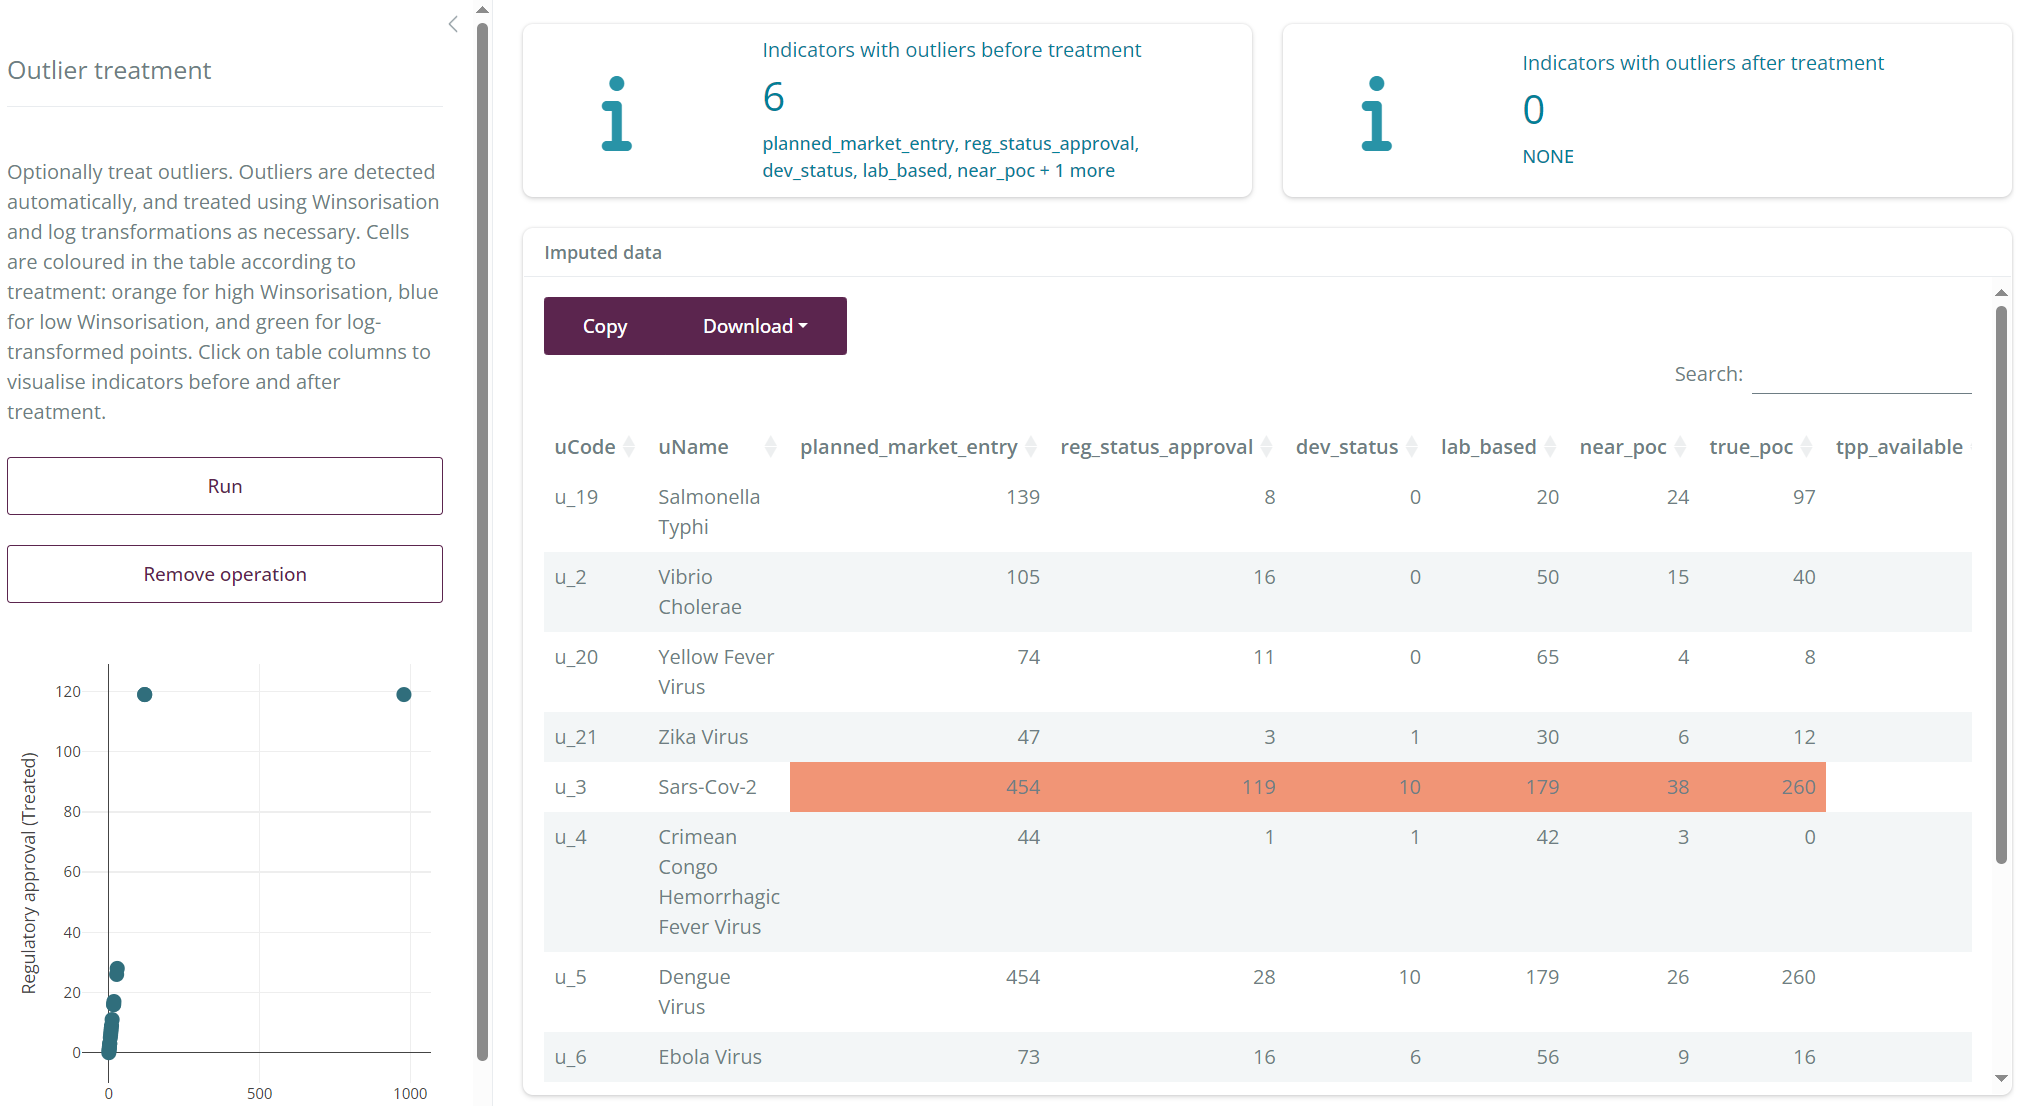 Outlier treatment
Optionally treat outliers. Outliers are detected
automatically, and treated using Winsorisation
and log transformations as necessary. Cells
are coloured in the table according to
treatment: orange for high Winsorisation, blue
for low Winsorisation, and green for log-
transformed points. Click on table columns to
visualise indicators before and after
treatment.
Run
Remove operation
Regulatory approval (Treated)
120
100
80
60
40
20
0
0 500 1000
Indicators with outliers before treatment
6
planned_market_entry, reg_status_approval,
dev_status, lab_based, near_poc + 1 more
Indicators with outliers after treatment
0
NONE
Imputed data
Copy Download
Search:
uCode uName planned_market_entry reg_status_approval dev_status lab_based near_poc true_poc tpp_available
u_19 Salmonella 139 8 0 20 24 97
Typhi
u_2 Vibrio 105 16 0 50 15 40
Cholerae
u_20 Yellow Fever 74 11 0 65 4 8
Virus
u_21 Zika Virus 47 3 1 30 6 12
u_3 Sars-Cov-2 454 119 10 179 38 260
u_4 Crimean 44 1 1 42 3 0
Congo
Hemorrhagic
Fever Virus
u_5 Dengue 454 28 10 179 26 260
Virus
u_6 Ebola Virus 73 16 6 56 9 16